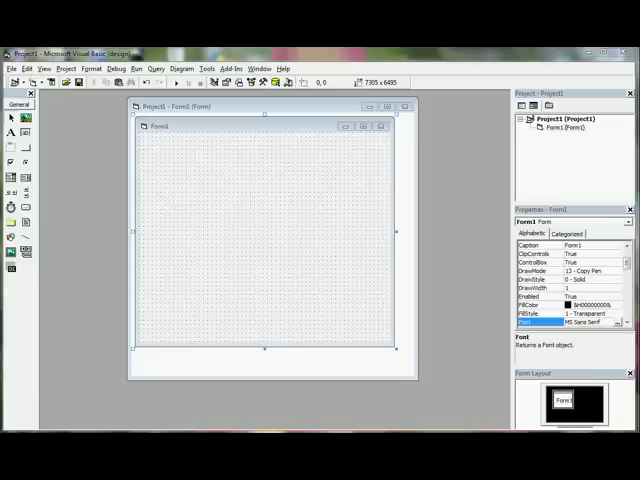 Project1 - Microsoft Visual Basic [design]
File Edit View Project Format Debug Run Query Diagram Tools Add-Ins Window Help
0, 0 7305 x 6495
General
A
ab|
Project1 - Form1 (Form)
Form1
Project - Project1
Project1 (Project1)
Form1 (Form1)
Properties - Form1
Form1 Form
Alphabetic Categorized
Caption Form1
ClipControls True
ControlBox True
DrawMode 13 - Copy Pen
DrawStyle 0 - Solid
DrawWidth 1
Enabled True
FillColor &H00000000&
FillStyle 1 - Transparent
Font MS Sans Serif ...
Font
Returns a Font object.
Form Layout
Form1